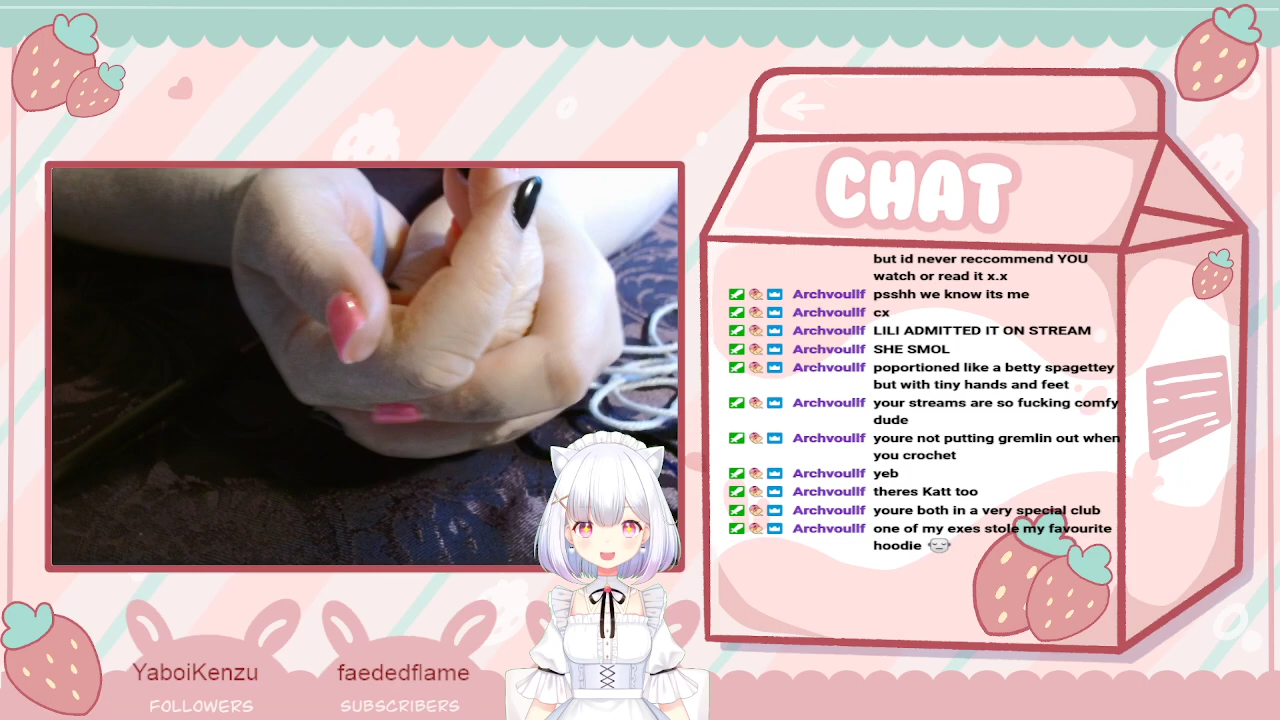 CHAT
but id never reccommend YOU
watch or read it x.x
Archvoullf psshh we know its me
Archvoullf cx
Archvoullf LILI ADMITTED IT ON STREAM
Archvoullf SHE SMOL
Archvoullf poportioned like a betty spagettey
but with tiny hands and feet
Archvoullf your streams are so fucking comfy
dude
Archvoullf youre not putting gremlin out when
you crochet
Archvoullf yeb
Archvoullf theres Katt too
Archvoullf youre both in a very special club
Archvoullf one of my exes stole my favourite
hoodie
YaboiKenzu
FOLLOWERS
faededflame
SUBSCRIBERS